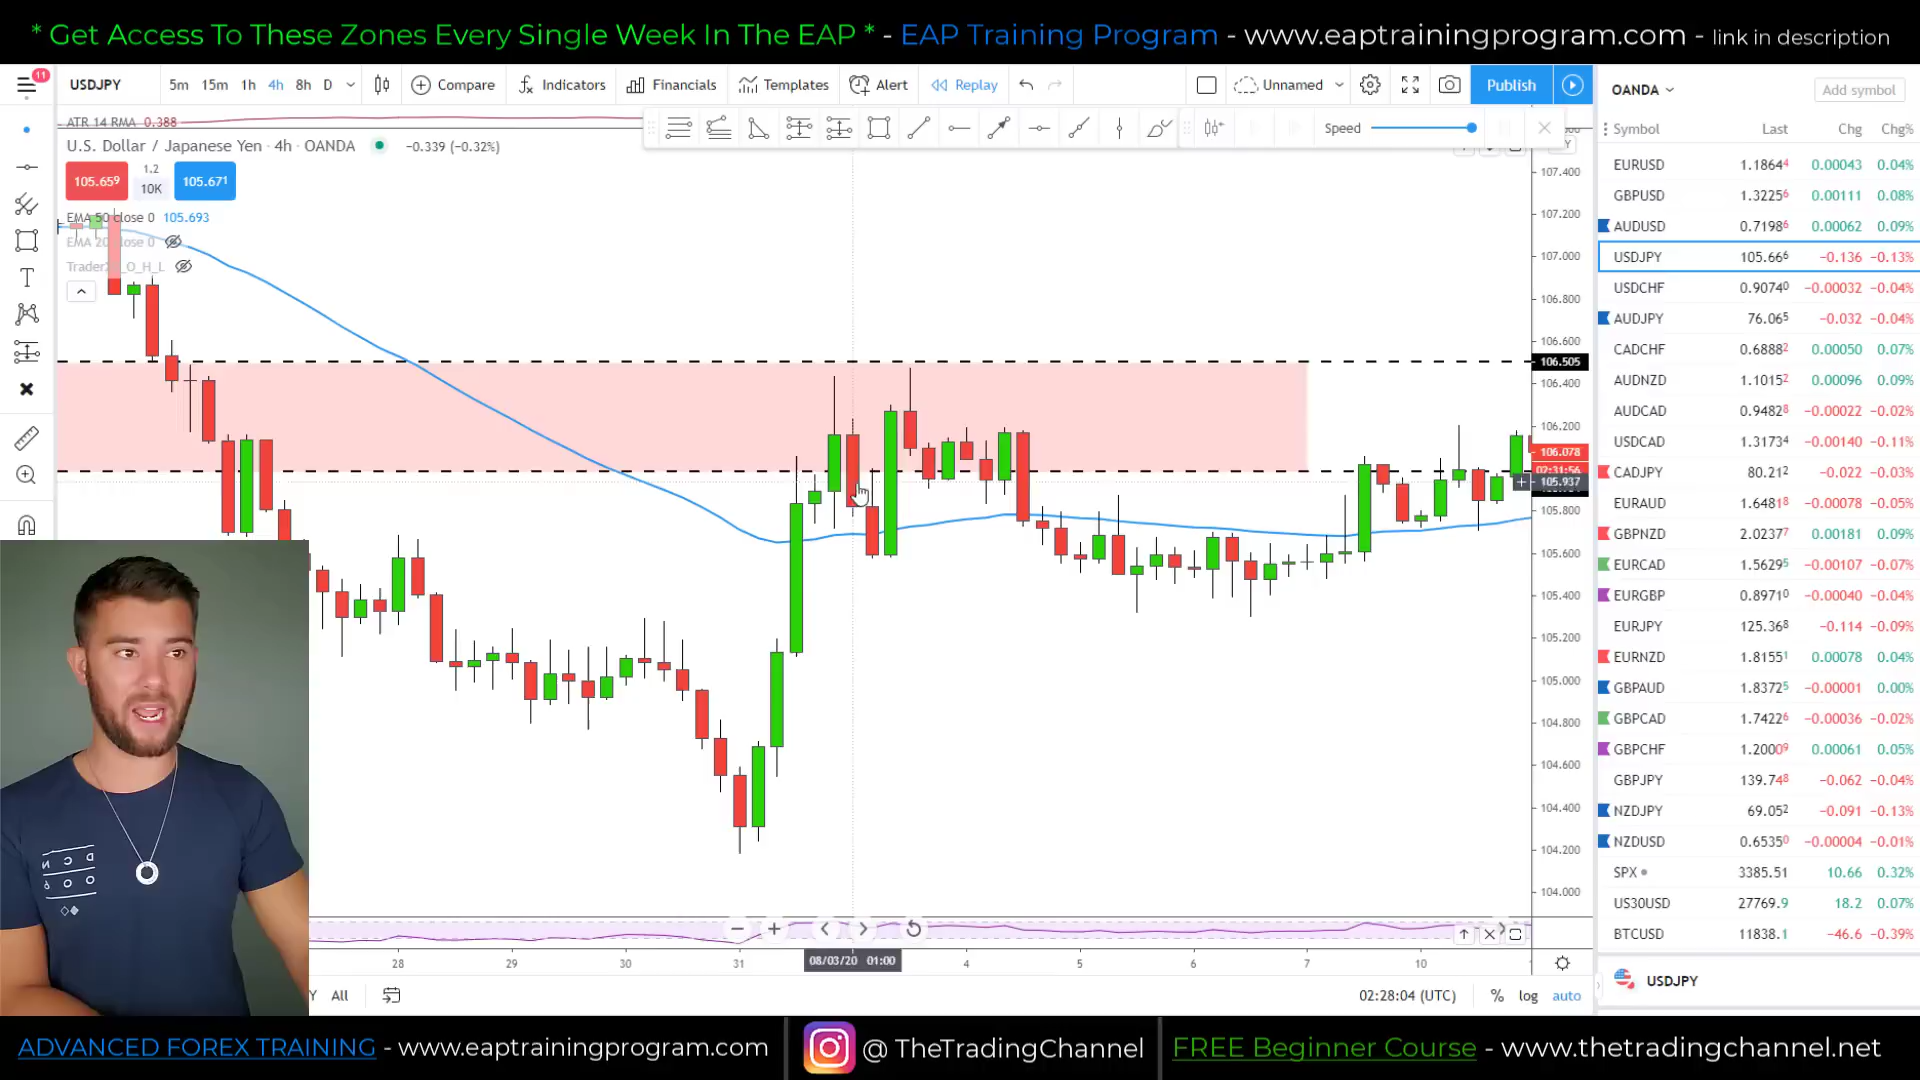 * Get Access To These Zones Every Single Week In The EAP * - EAP Training Program - www.eaptrainingprogram.com - link in description
11
USDJPY 5m 15m 1h 4h 8h D Compare Indicators Financials Templates Alert Replay Unnamed Publish
Speed
ATR 14 RMA 0.388
U.S. Dollar / Japanese Yen · 4h · OANDA −0.339 (−0.32%)
105.659 1.2 10K 105.671
EMA 50 close 0 105.693
EMA 20 close 0
107.400
107.200
107.000
106.800
106.600
106.505
106.400
106.200
106.078
02:31:56
105.937
105.800
105.600
105.400
105.200
105.000
104.800
104.600
104.400
104.200
104.000
28 29 30 31 08/03/20 01:00 4 5 6 7 10
Y All 02:28:04 (UTC) % log auto
OANDA Add symbol
Symbol Last Chg Chg%
EURUSD 1.18644 0.00043 0.04%
GBPUSD 1.32256 0.00111 0.08%
AUDUSD 0.71986 0.00062 0.09%
USDJPY 105.666 −0.136 −0.13%
USDCHF 0.90740 −0.00032 −0.04%
AUDJPY 76.065 −0.032 −0.04%
CADCHF 0.68882 0.00050 0.07%
AUDNZD 1.10152 0.00096 0.09%
AUDCAD 0.94828 −0.00022 −0.02%
USDCAD 1.31734 −0.00140 −0.11%
CADJPY 80.212 −0.022 −0.03%
EURAUD 1.64818 −0.00078 −0.05%
GBPNZD 2.02377 0.00181 0.09%
EURCAD 1.56295 −0.00107 −0.07%
EURGBP 0.89710 −0.00040 −0.04%
EURJPY 125.368 −0.114 −0.09%
EURNZD 1.81551 0.00078 0.04%
GBPAUD 1.83725 −0.00001 0.00%
GBPCAD 1.74226 −0.00036 −0.02%
GBPCHF 1.20009 0.00061 0.05%
GBPJPY 139.748 −0.062 −0.04%
NZDJPY 69.052 −0.091 −0.13%
NZDUSD 0.65350 −0.00004 −0.01%
SPX 3385.51 10.66 0.32%
US30USD 27769.9 18.2 0.07%
BTCUSD 11838.1 −46.6 −0.39%
USDJPY
ADVANCED FOREX TRAINING - www.eaptrainingprogram.com @ TheTradingChannel FREE Beginner Course - www.thetradingchannel.net